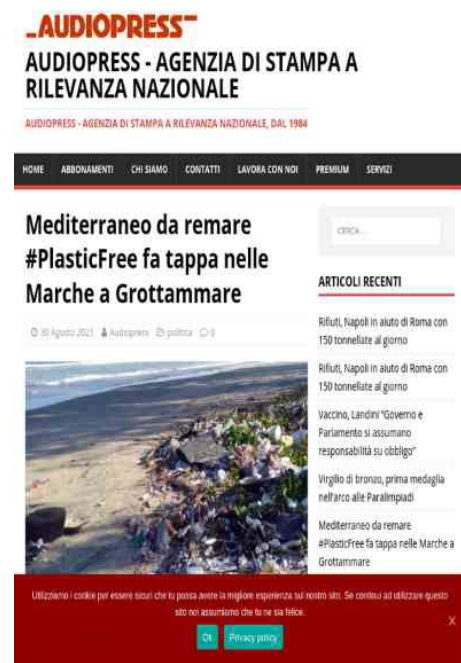 AUDIOPRESS
AUDIOPRESS - AGENZIA DI STAMPA A
RILEVANZA NAZIONALE
AUDIOPRESS - AGENZIA DI STAMPA A RILEVANZA NAZIONALE, DAL 1984
HOME ABBONAMENTI CHI SIAMO CONTATTI LAVORA CON NOI PREMIUM SERVIZI
Mediterraneo da remare
#PlasticFree fa tappa nelle
Marche a Grottammare
30 Agosto 2021 Audiopress politica 0
CERCA...
ARTICOLI RECENTI
Rifiuti, Napoli in aiuto di Roma con
150 tonnellate al giorno
Rifiuti, Napoli in aiuto di Roma con
150 tonnellate al giorno
Vaccino, Landini "Governo e
Parlamento si assumano
responsabilità su obbligo"
Virgilio di bronzo, prima medaglia
nell'arco alle Paralimpiadi
Mediterraneo da remare
#PlasticFree fa tappa nelle Marche a
Grottammare
Utilizziamo i cookie per essere sicuri che tu possa avere la migliore esperienza sul nostro sito. Se continui ad utilizzare questo
sito noi assumiamo che tu ne sia felice.
Ok Privacy policy
X